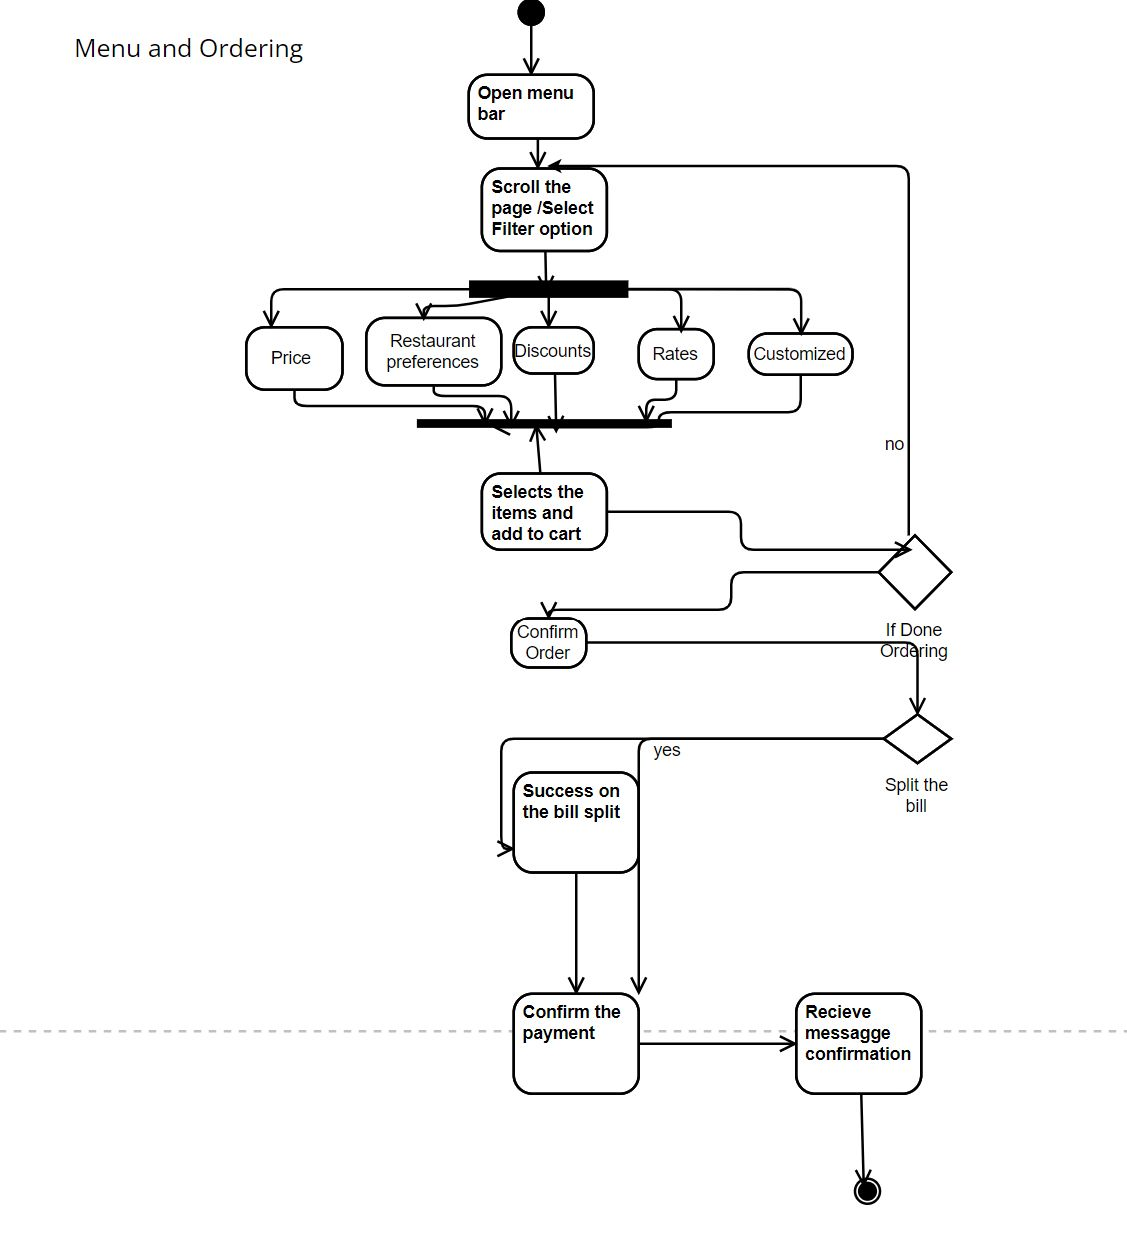 Menu and Ordering
Open menu
bar
Scroll the
page /Select
Filter option
Price
Restaurant
preferences
Discounts
Rates
Customized
no
Selects the
items and
add to cart
If Done
Ordering
Confirm
Order
yes
Split the
bill
Success on
the bill split
Confirm the
payment
Recieve
messagge
confirmation